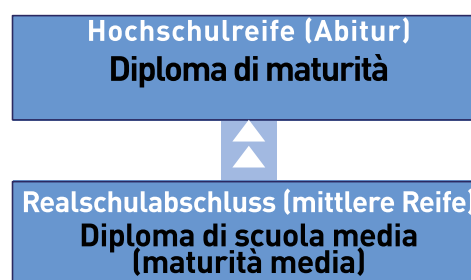 Hochschulreife (Abitur)
Diploma di maturità
Realschulabschluss (mittlere Reife)
Diploma di scuola media
(maturità media)